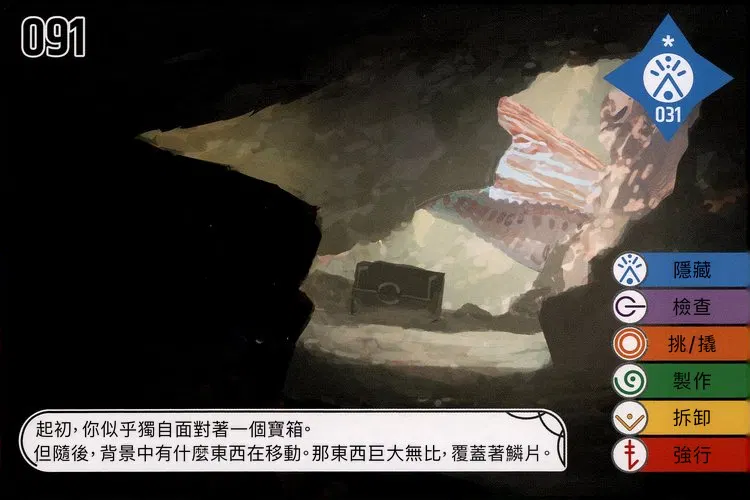 091
*
031
隱藏
檢查
挑/撬
製作
拆卸
強行
起初,你似乎獨自面對著一個寶箱。
但隨後,背景中有什麼東西在移動。那東西巨大無比,覆蓋著鱗片。